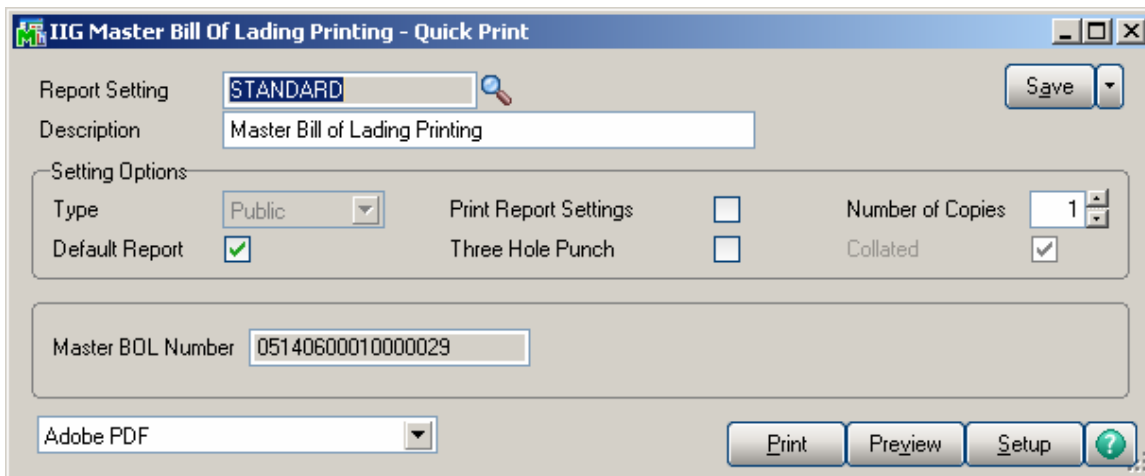 IIG Master Bill Of Lading Printing - Quick Print
Report Setting STANDARD Save
Description Master Bill of Lading Printing
Setting Options
Type Public Print Report Settings Number of Copies 1
Default Report Three Hole Punch Collated
Master BOL Number 05140600010000029
Adobe PDF Print Preview Setup